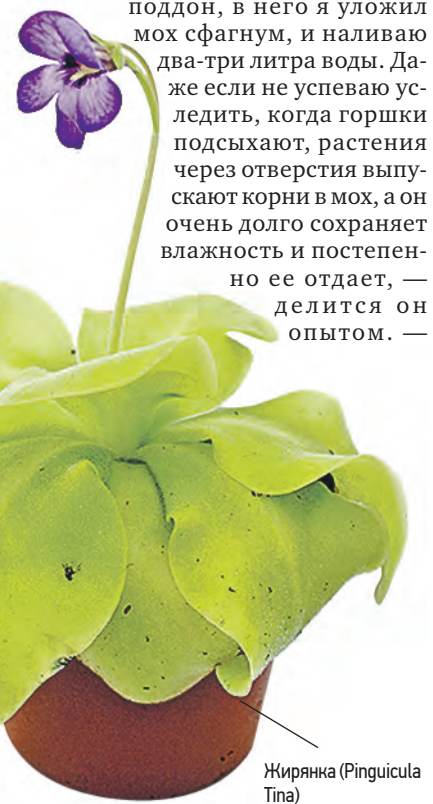 поддон, в него я уложил
мох сфагнум, и наливаю
два-три литра воды. Да-
же если не успеваю ус-
ледить, когда горшки
подсыхают, растения
через отверстия выпу-
скают корни в мох, а он
очень долго сохраняет
влажность и постепен-
но ее отдает, —
делится он
опытом. —
Жирянка (Pinguicula
Tina)